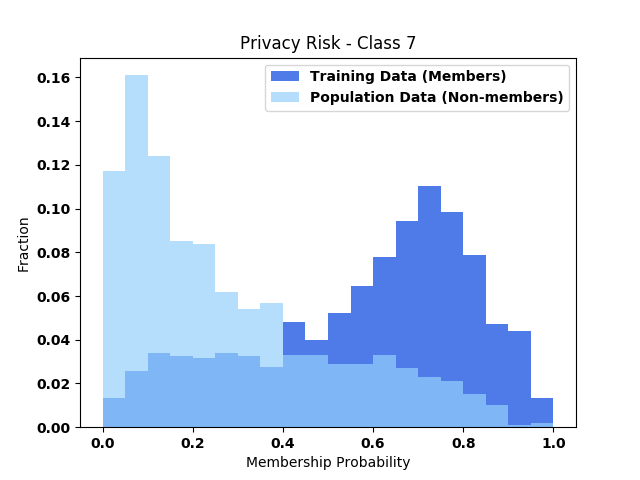 Privacy Risk - Class 7
Training Data (Members)
Population Data (Non-members)
Fraction
0.16
0.14
0.12
0.10
0.08
0.06
0.04
0.02
0.00
0.0 0.2 0.4 0.6 0.8 1.0
Membership Probability